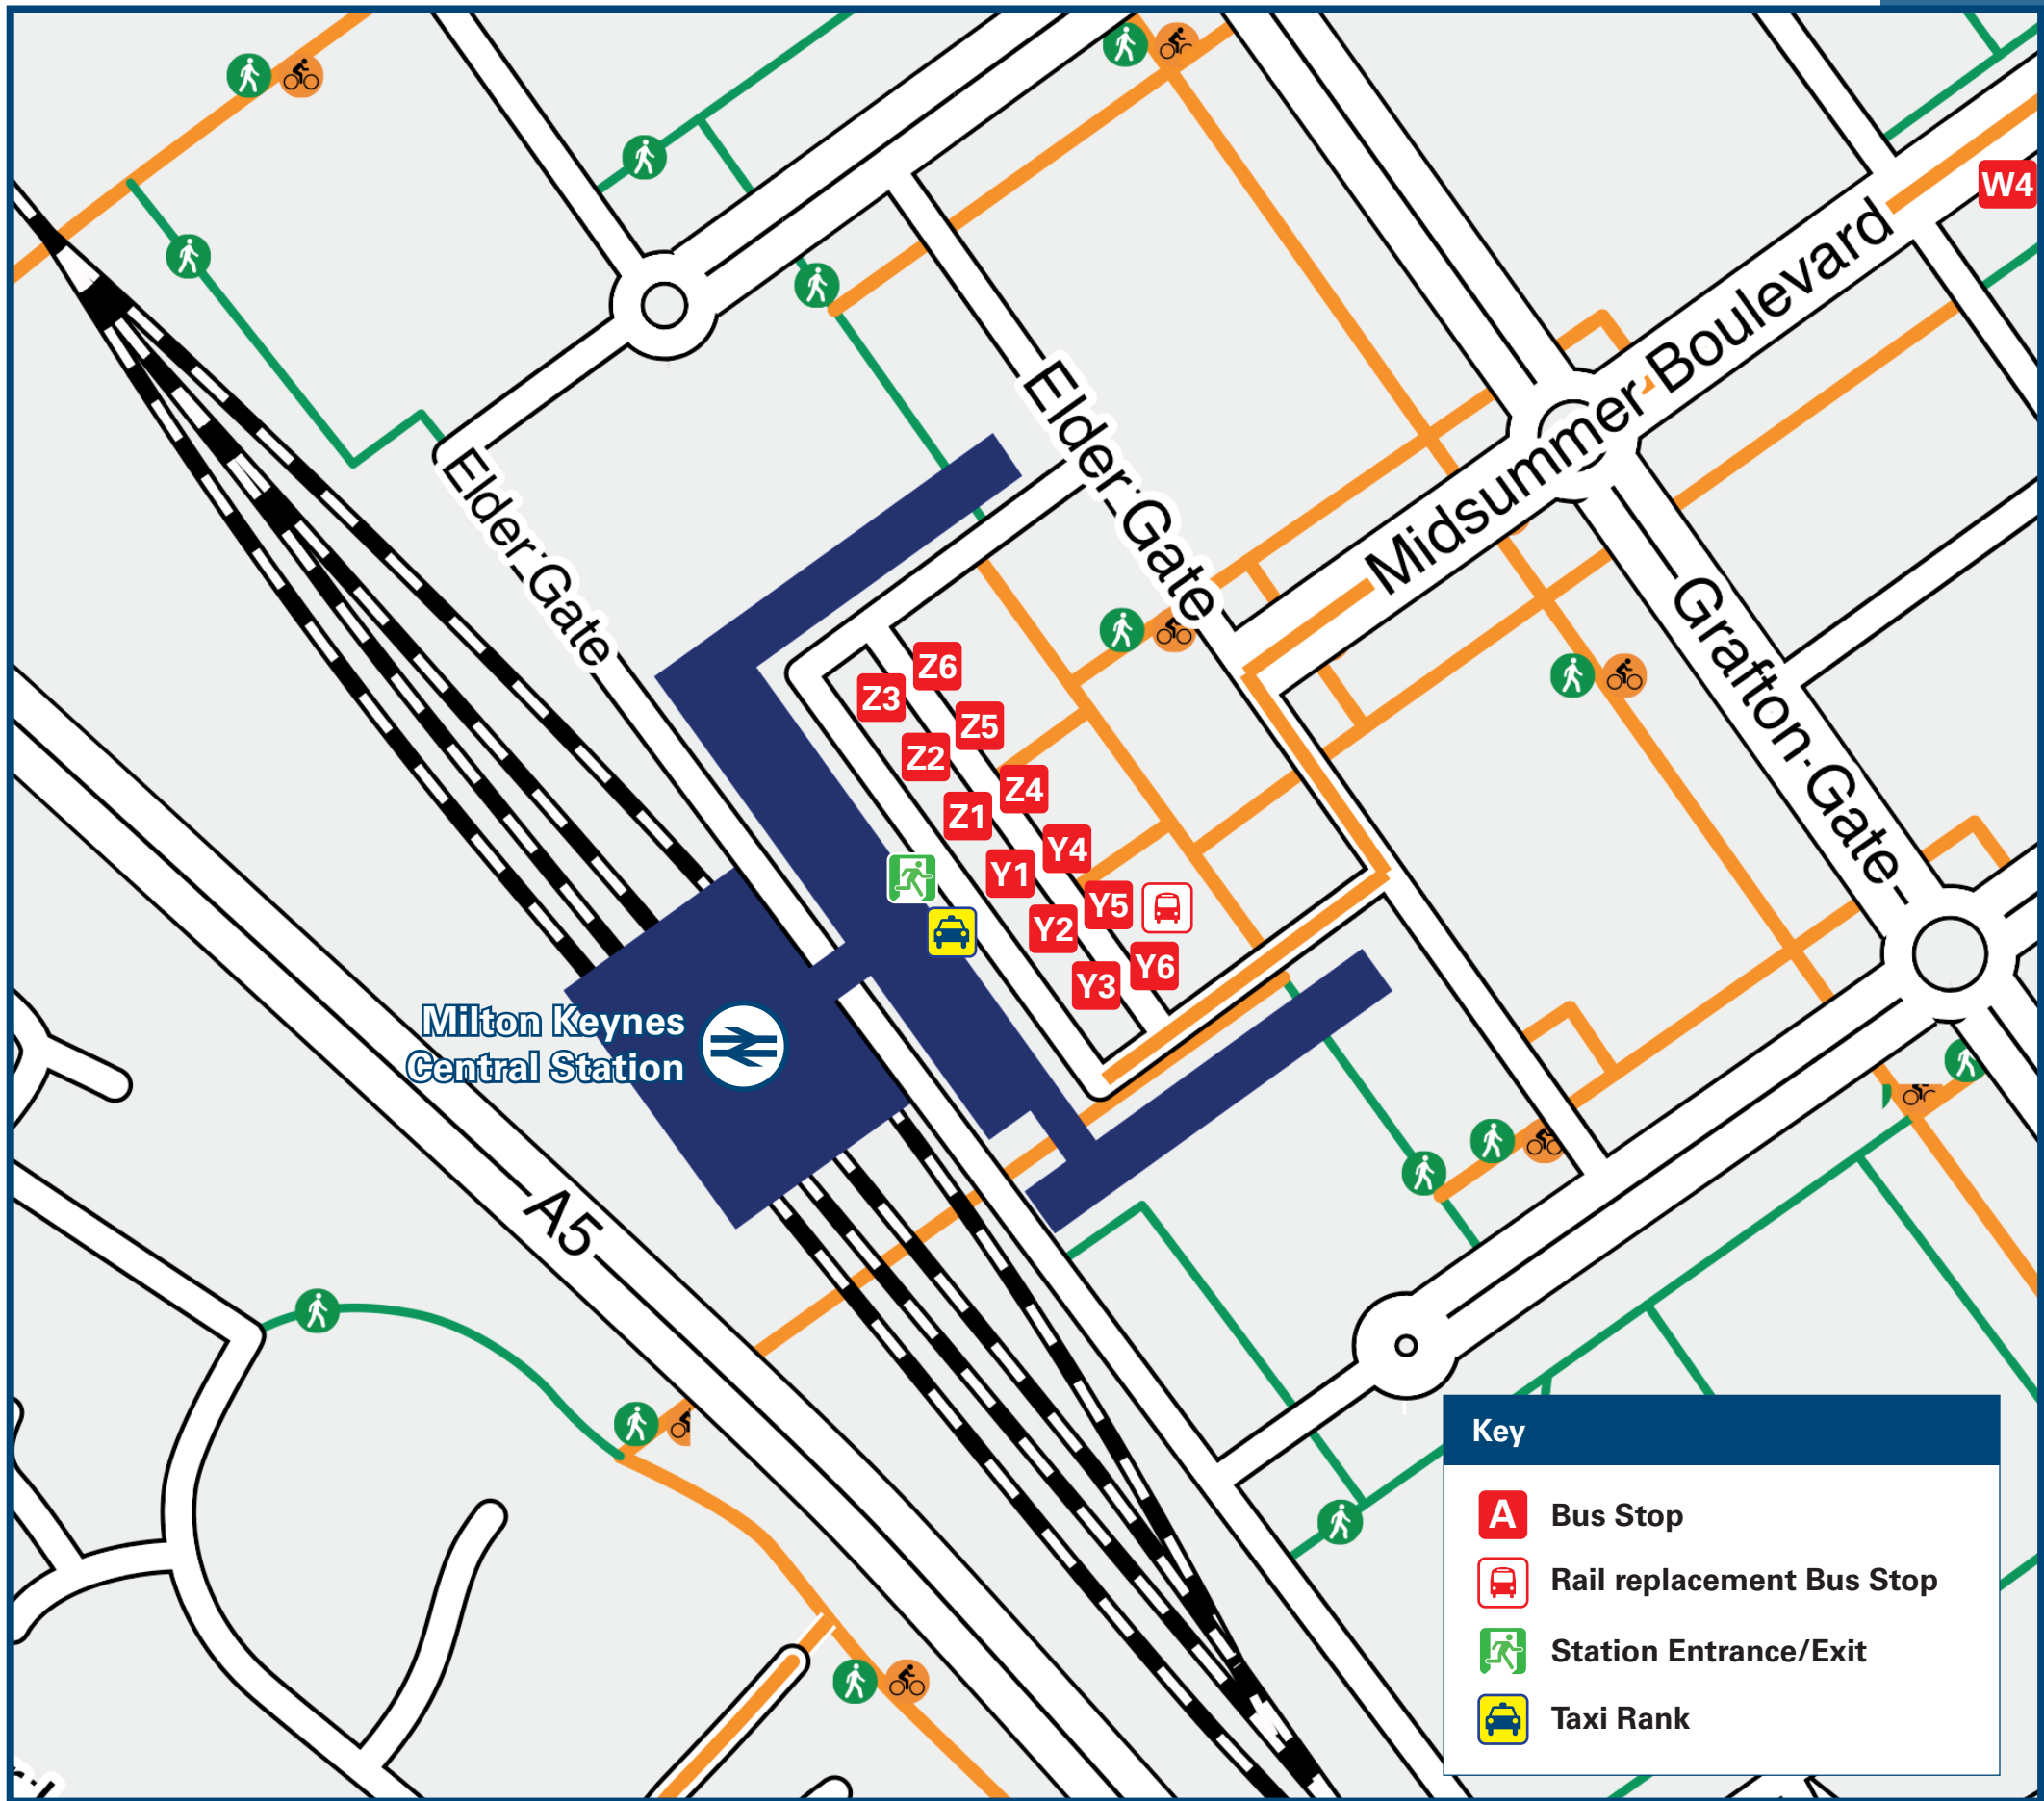 W4
Midsummer Boulevard
Elder Gate
Elder Gate
Grafton Gate
Z6
Z3
Z5
Z2
Z4
Z1
Y4
Y1
Y5
Y2
Y6
Y3
Milton Keynes
Central Station
A5
Key
A Bus Stop
Rail replacement Bus Stop
Station Entrance/Exit
Taxi Rank